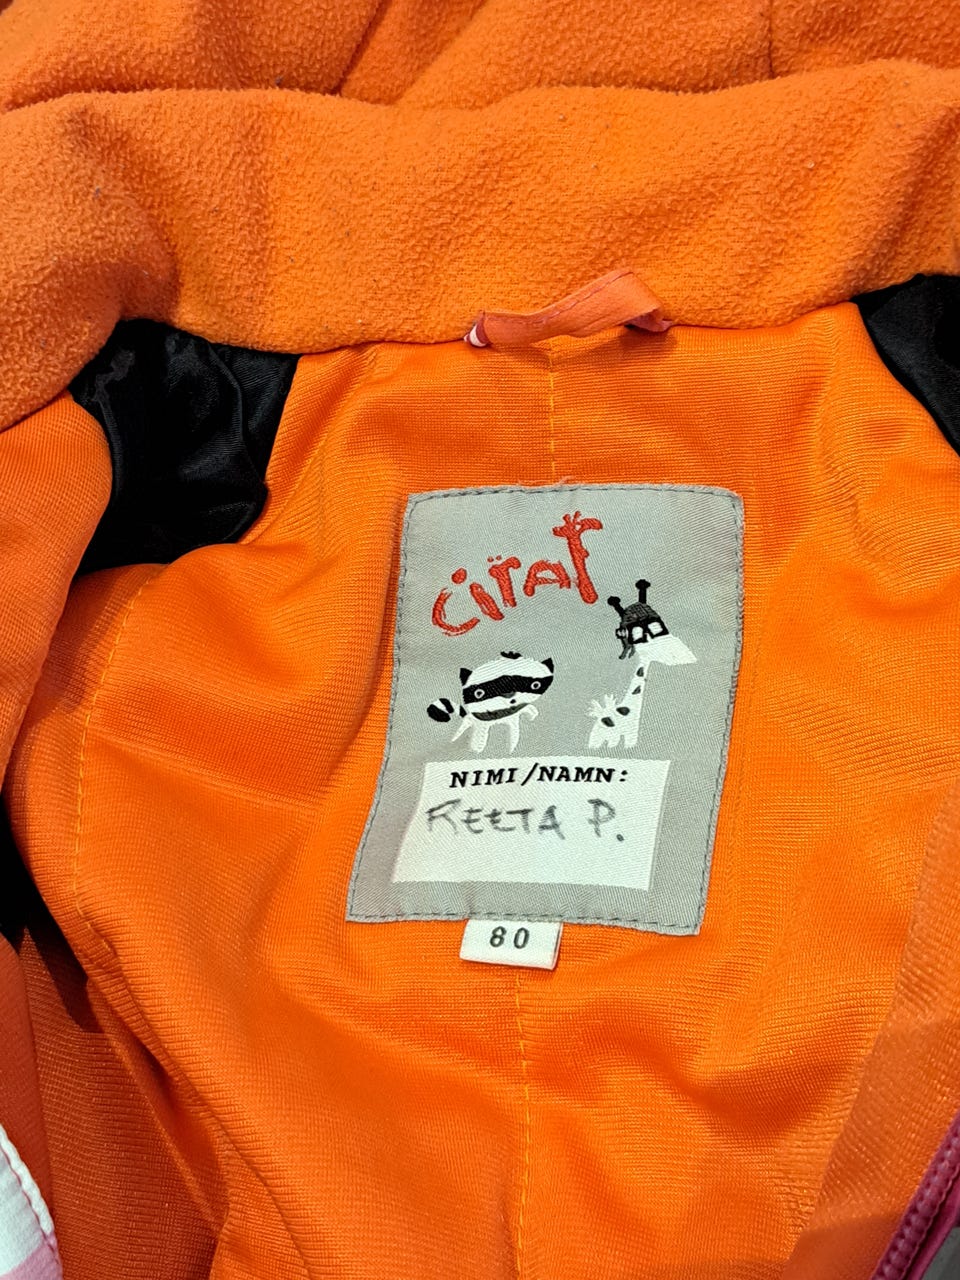 cirat
NIMI/NAMN:
REETA P.
80